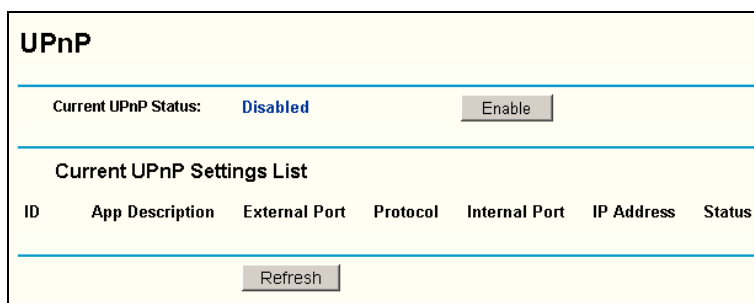 UPnP
Current UPnP Status: Disabled Enable
Current UPnP Settings List
ID App Description External Port Protocol Internal Port IP Address Status
Refresh